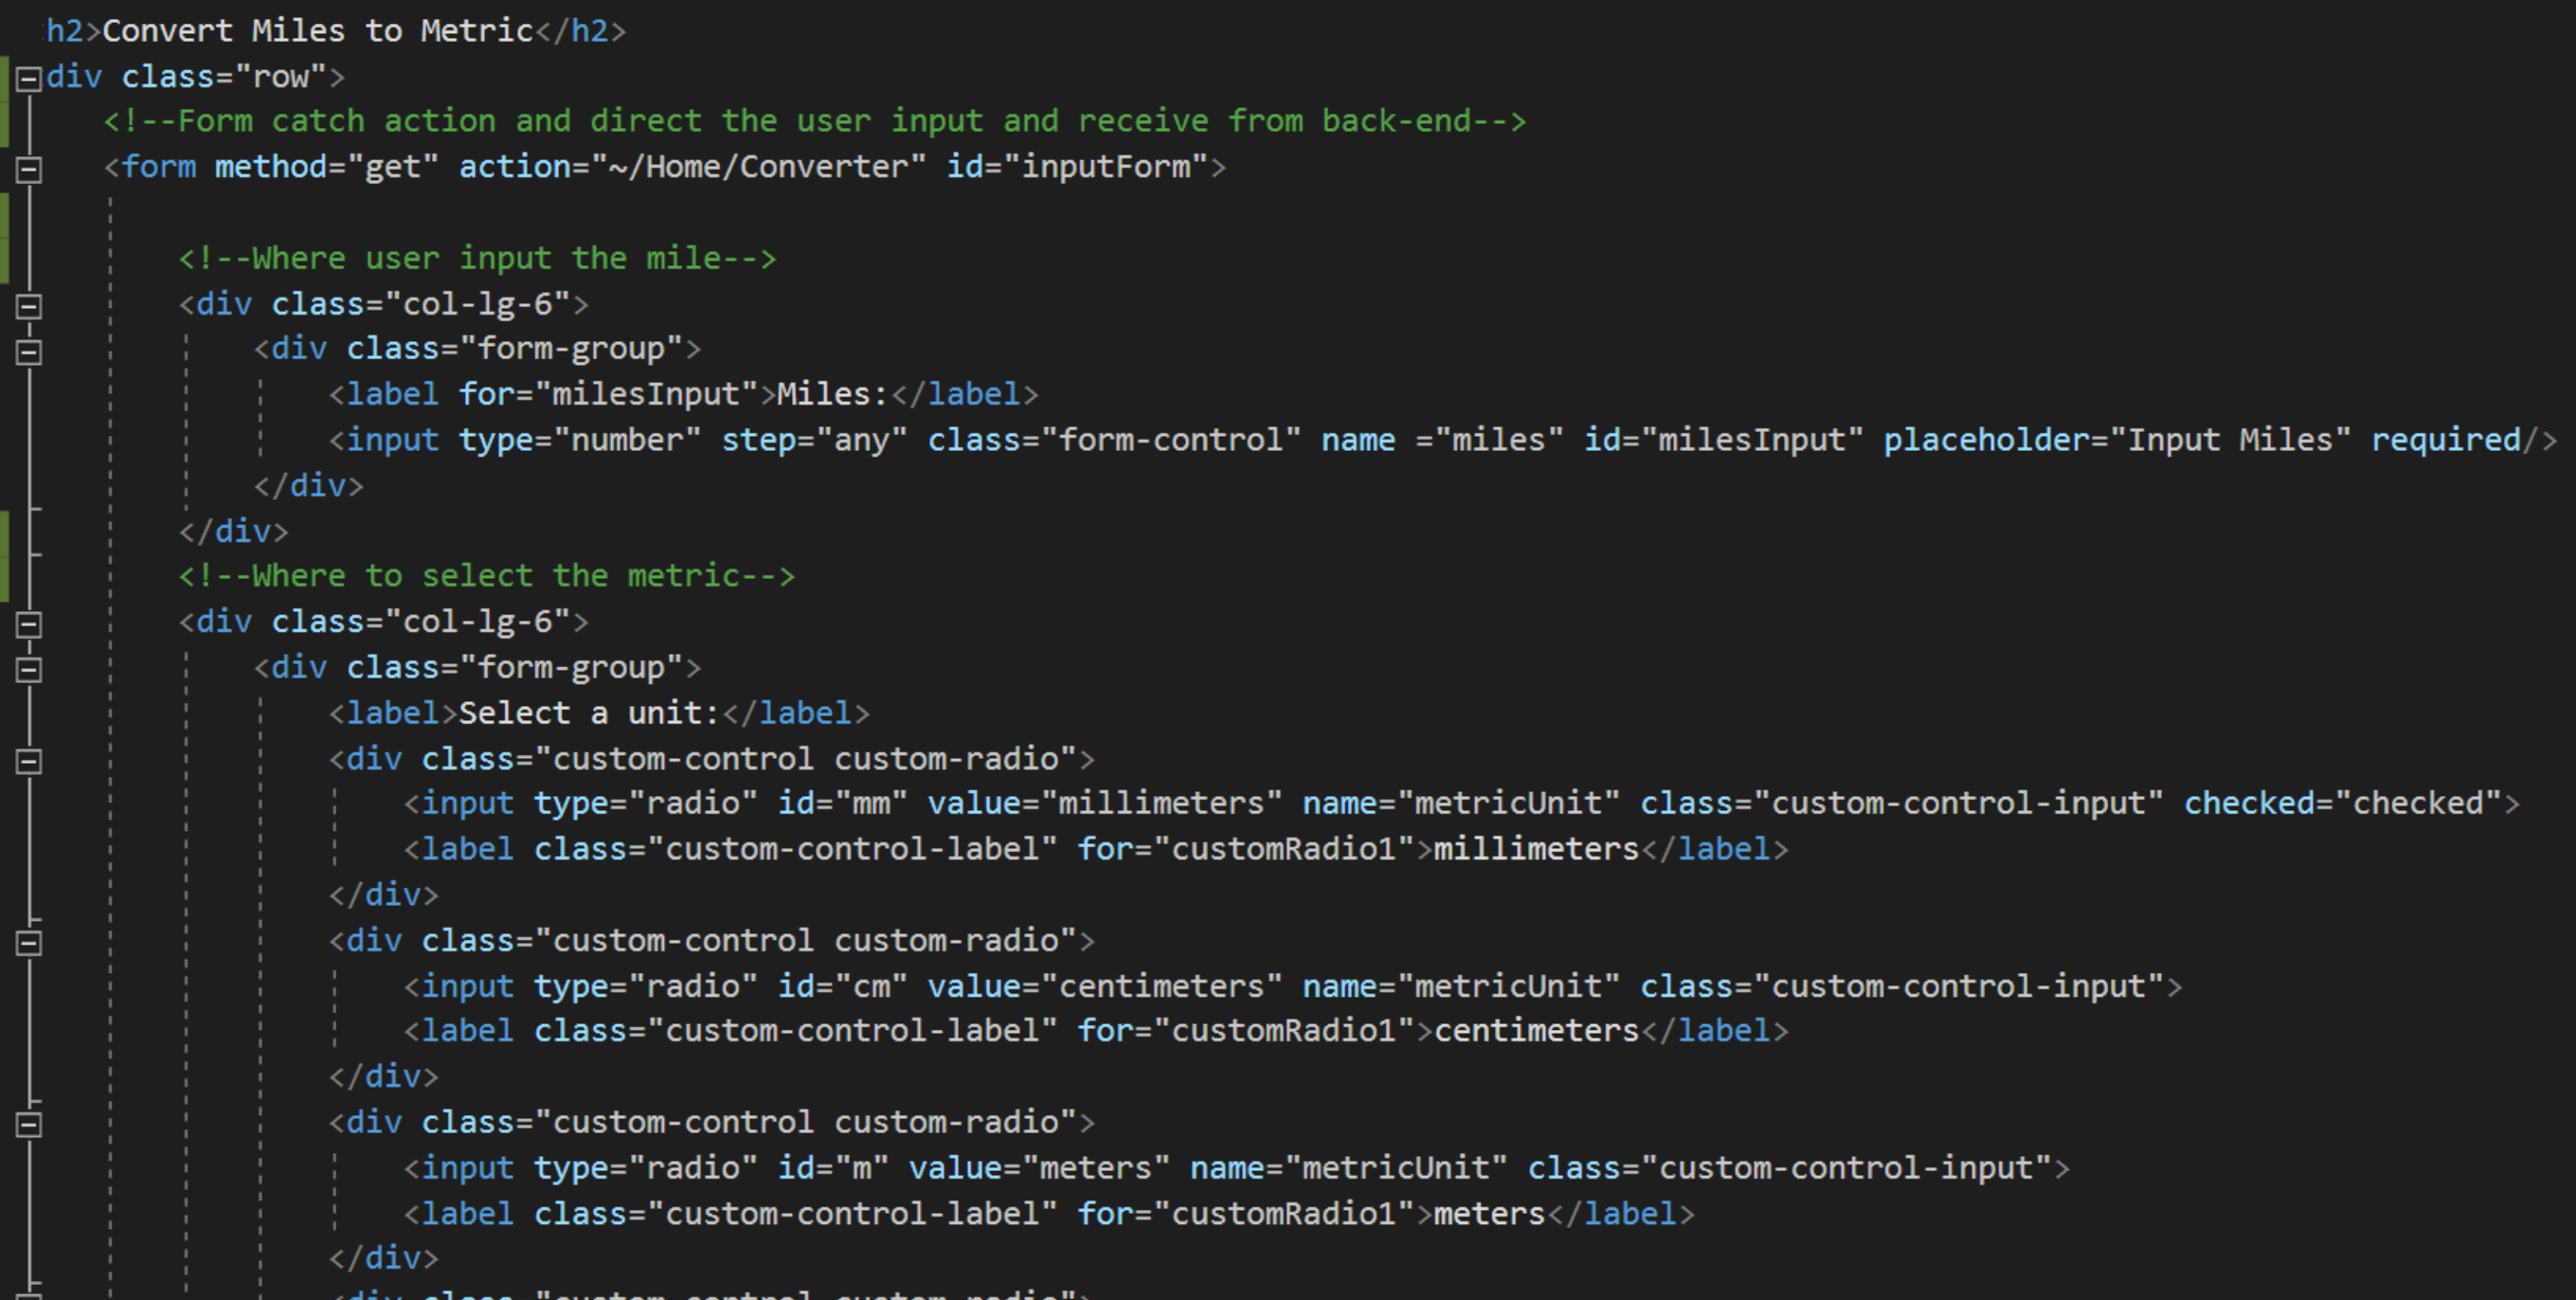 h2>Convert Miles to Metric</h2>
div class="row">
<!--Form catch action and direct the user input and receive from back-end-->
<form method="get" action="~/Home/Converter" id="inputForm">
<!--Where user input the mile-->
<div class="col-lg-6">
<div class="form-group">
<label for="milesInput">Miles:</label>
<input type="number" step="any" class="form-control" name ="miles" id="milesInput" placeholder="Input Miles" required/>
</div>
</div>
<!--Where to select the metric-->
<div class="col-lg-6">
<div class="form-group">
<label>Select a unit:</label>
<div class="custom-control custom-radio">
<input type="radio" id="mm" value="millimeters" name="metricUnit" class="custom-control-input" checked="checked">
<label class="custom-control-label" for="customRadio1">millimeters</label>
</div>
<div class="custom-control custom-radio">
<input type="radio" id="cm" value="centimeters" name="metricUnit" class="custom-control-input">
<label class="custom-control-label" for="customRadio1">centimeters</label>
</div>
<div class="custom-control custom-radio">
<input type="radio" id="m" value="meters" name="metricUnit" class="custom-control-input">
<label class="custom-control-label" for="customRadio1">meters</label>
</div>
<div class="custom-control custom-radio">